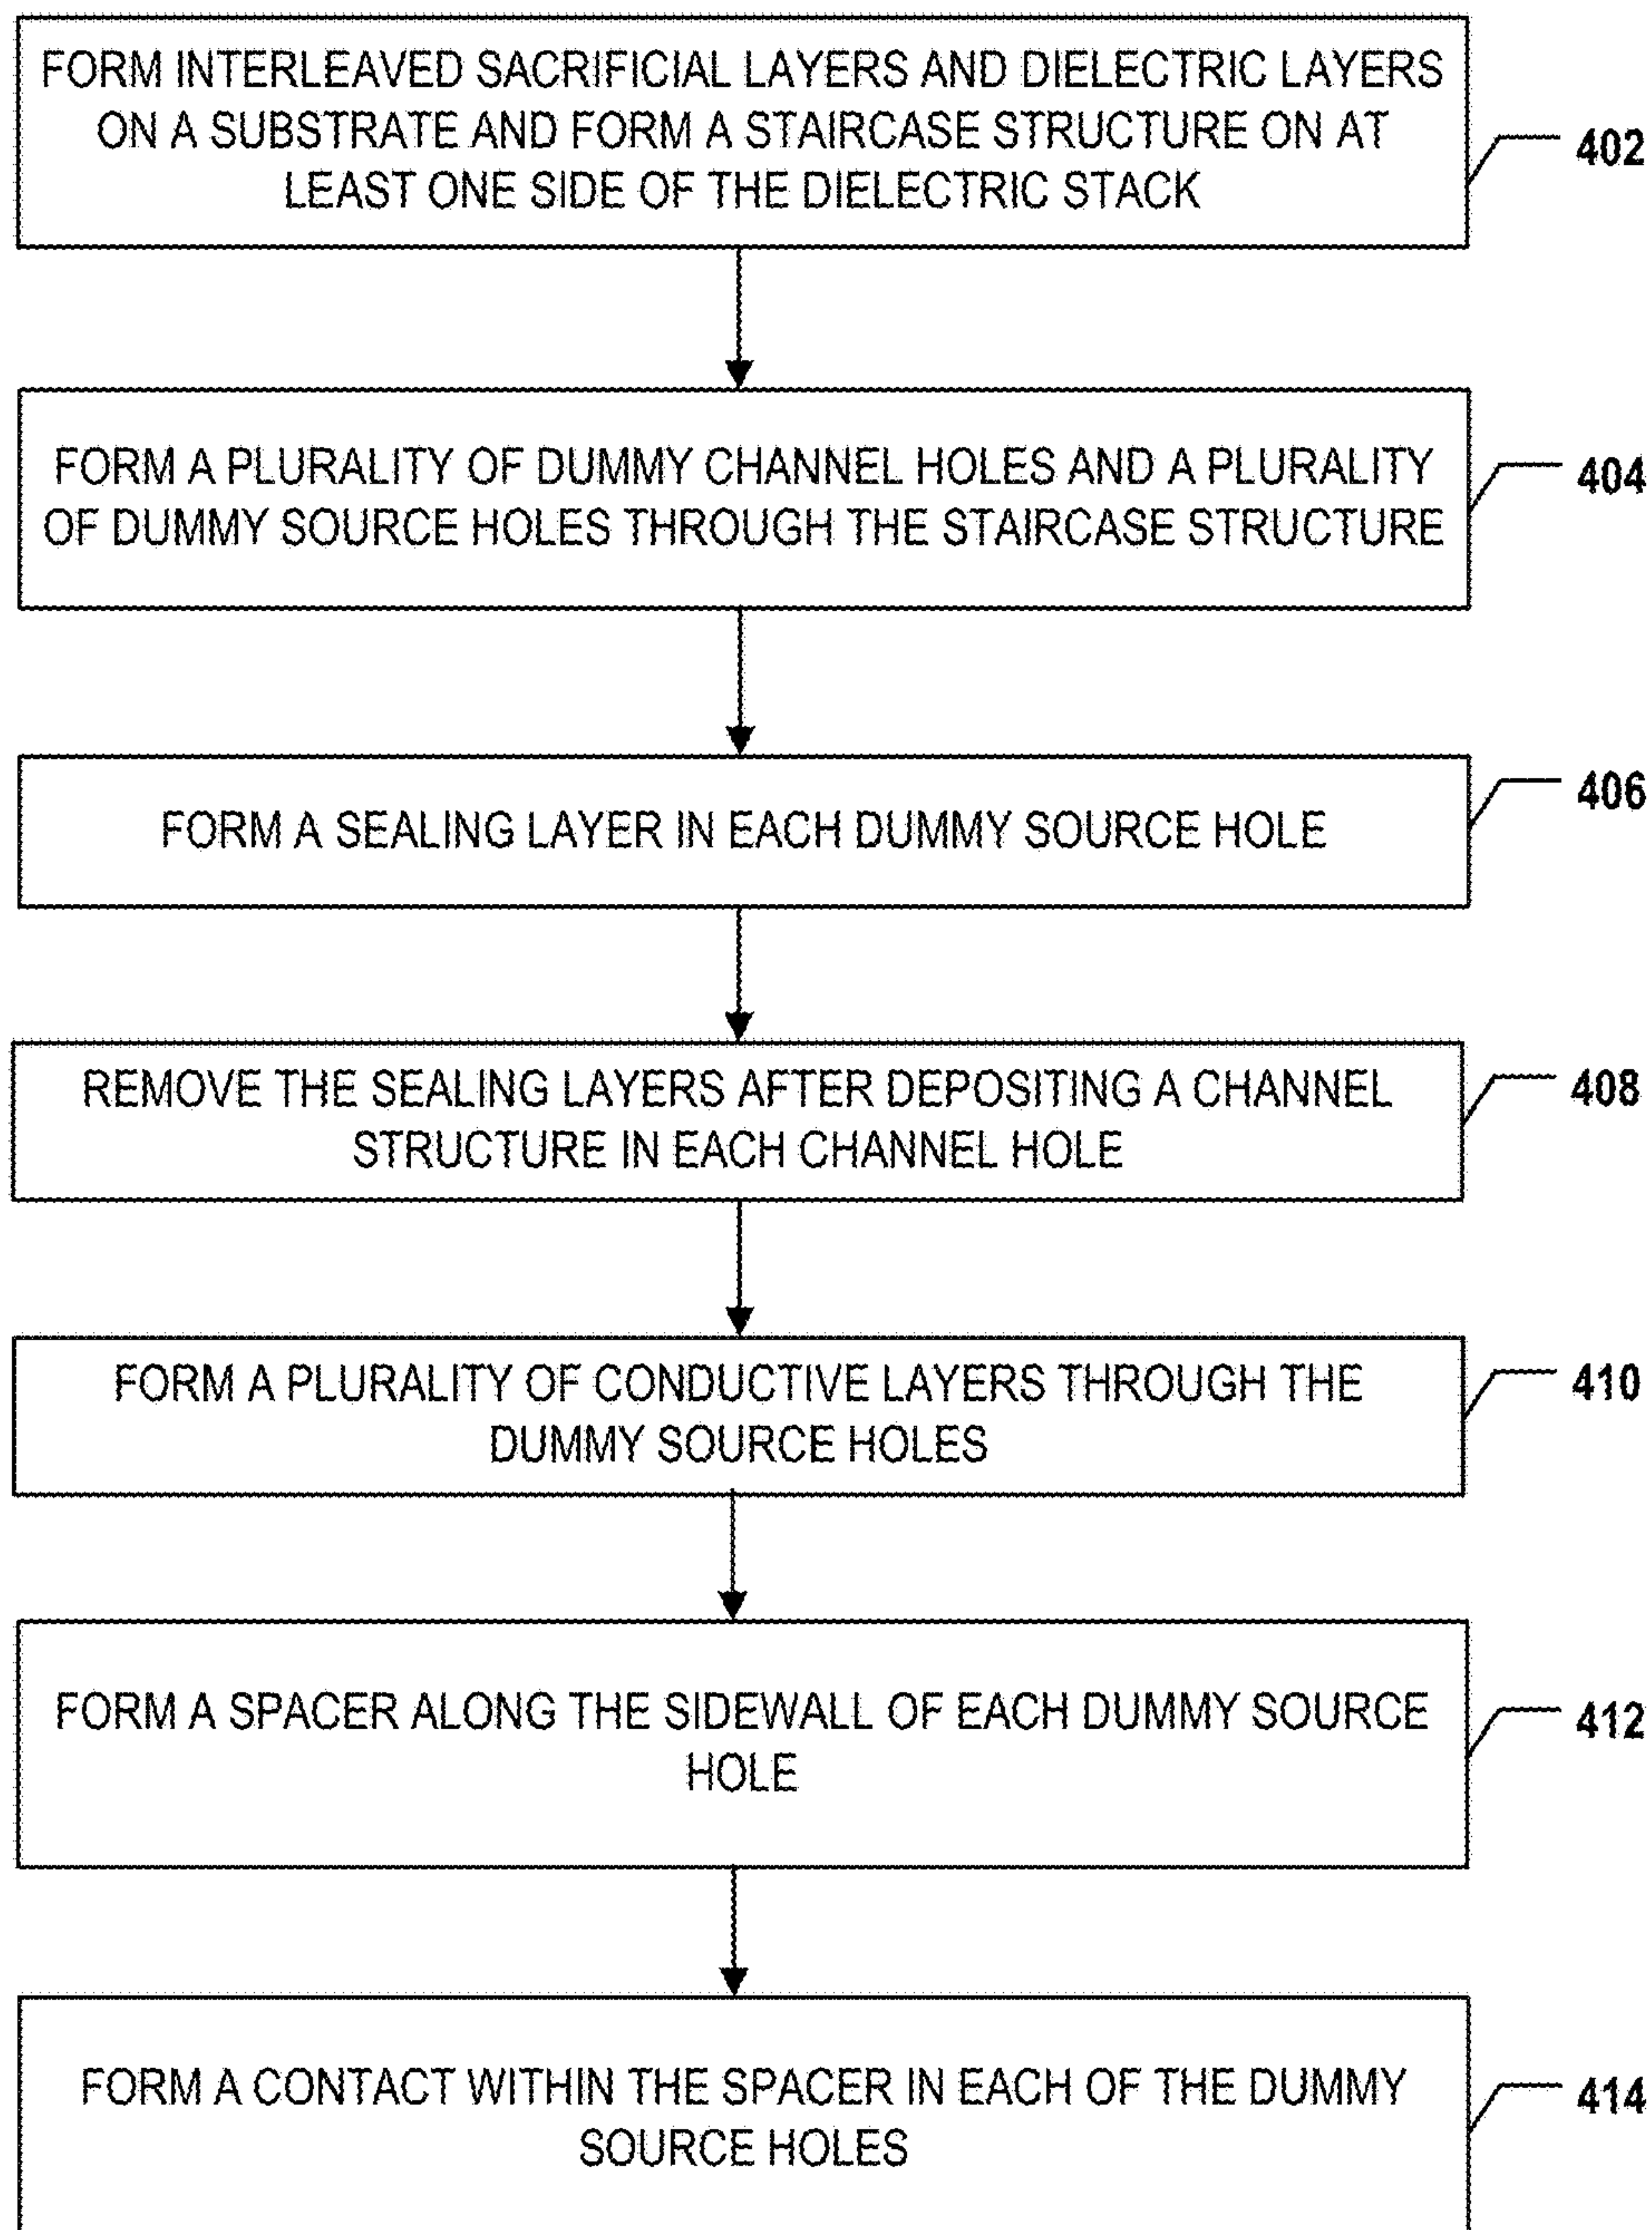 FORM INTERLEAVED SACRIFICIAL LAYERS AND DIELECTRIC LAYERS
ON A SUBSTRATE AND FORM A STAIRCASE STRUCTURE ON AT
LEAST ONE SIDE OF THE DIELECTRIC STACK
402
FORM A PLURALITY OF DUMMY CHANNEL HOLES AND A PLURALITY
OF DUMMY SOURCE HOLES THROUGH THE STAIRCASE STRUCTURE
404
FORM A SEALING LAYER IN EACH DUMMY SOURCE HOLE
406
REMOVE THE SEALING LAYERS AFTER DEPOSITING A CHANNEL
STRUCTURE IN EACH CHANNEL HOLE
408
FORM A PLURALITY OF CONDUCTIVE LAYERS THROUGH THE
DUMMY SOURCE HOLES
410
FORM A SPACER ALONG THE SIDEWALL OF EACH DUMMY SOURCE
HOLE
412
FORM A CONTACT WITHIN THE SPACER IN EACH OF THE DUMMY
SOURCE HOLES
414